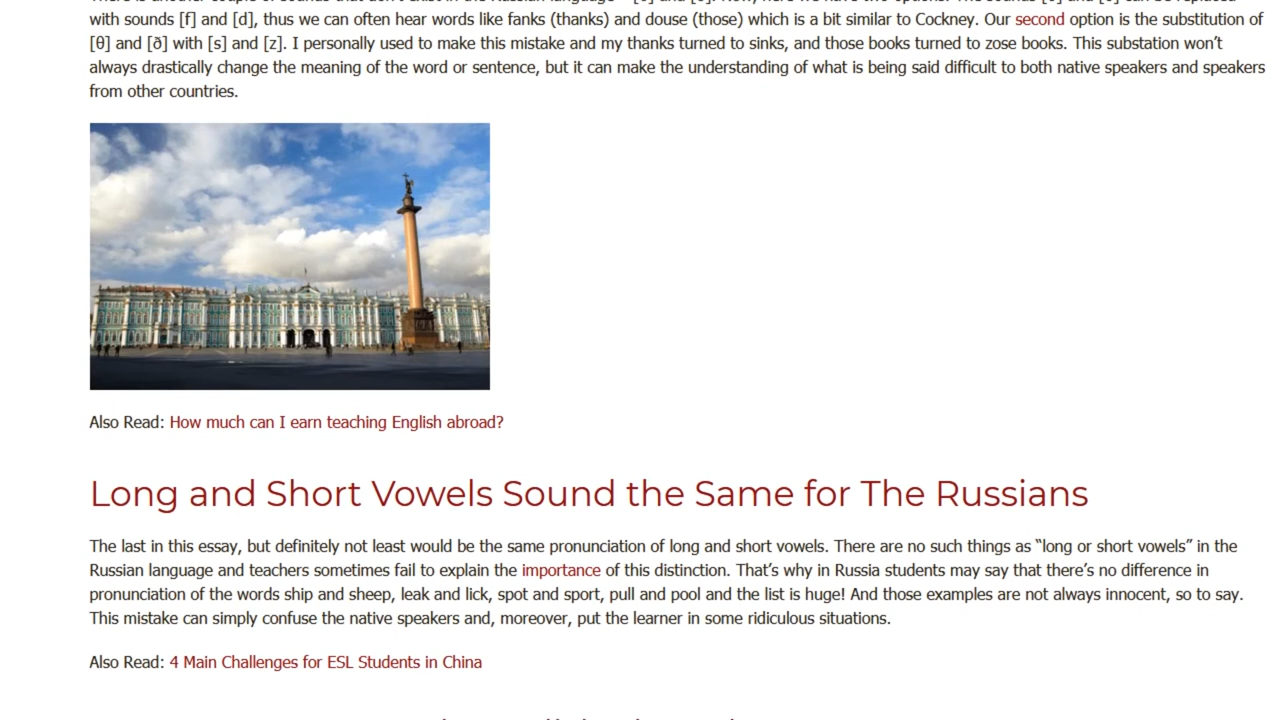 with sounds [f] and [d], thus we can often hear words like fanks (thanks) and douse (those) which is a bit similar to Cockney. Our second option is the substitution of
[θ] and [ð] with [s] and [z]. I personally used to make this mistake and my thanks turned to sinks, and those books turned to zose books. This substation won’t
always drastically change the meaning of the word or sentence, but it can make the understanding of what is being said difficult to both native speakers and speakers
from other countries.
Also Read: How much can I earn teaching English abroad?
Long and Short Vowels Sound the Same for The Russians
The last in this essay, but definitely not least would be the same pronunciation of long and short vowels. There are no such things as “long or short vowels” in the
Russian language and teachers sometimes fail to explain the importance of this distinction. That’s why in Russia students may say that there’s no difference in
pronunciation of the words ship and sheep, leak and lick, spot and sport, pull and pool and the list is huge! And those examples are not always innocent, so to say.
This mistake can simply confuse the native speakers and, moreover, put the learner in some ridiculous situations.
Also Read: 4 Main Challenges for ESL Students in China